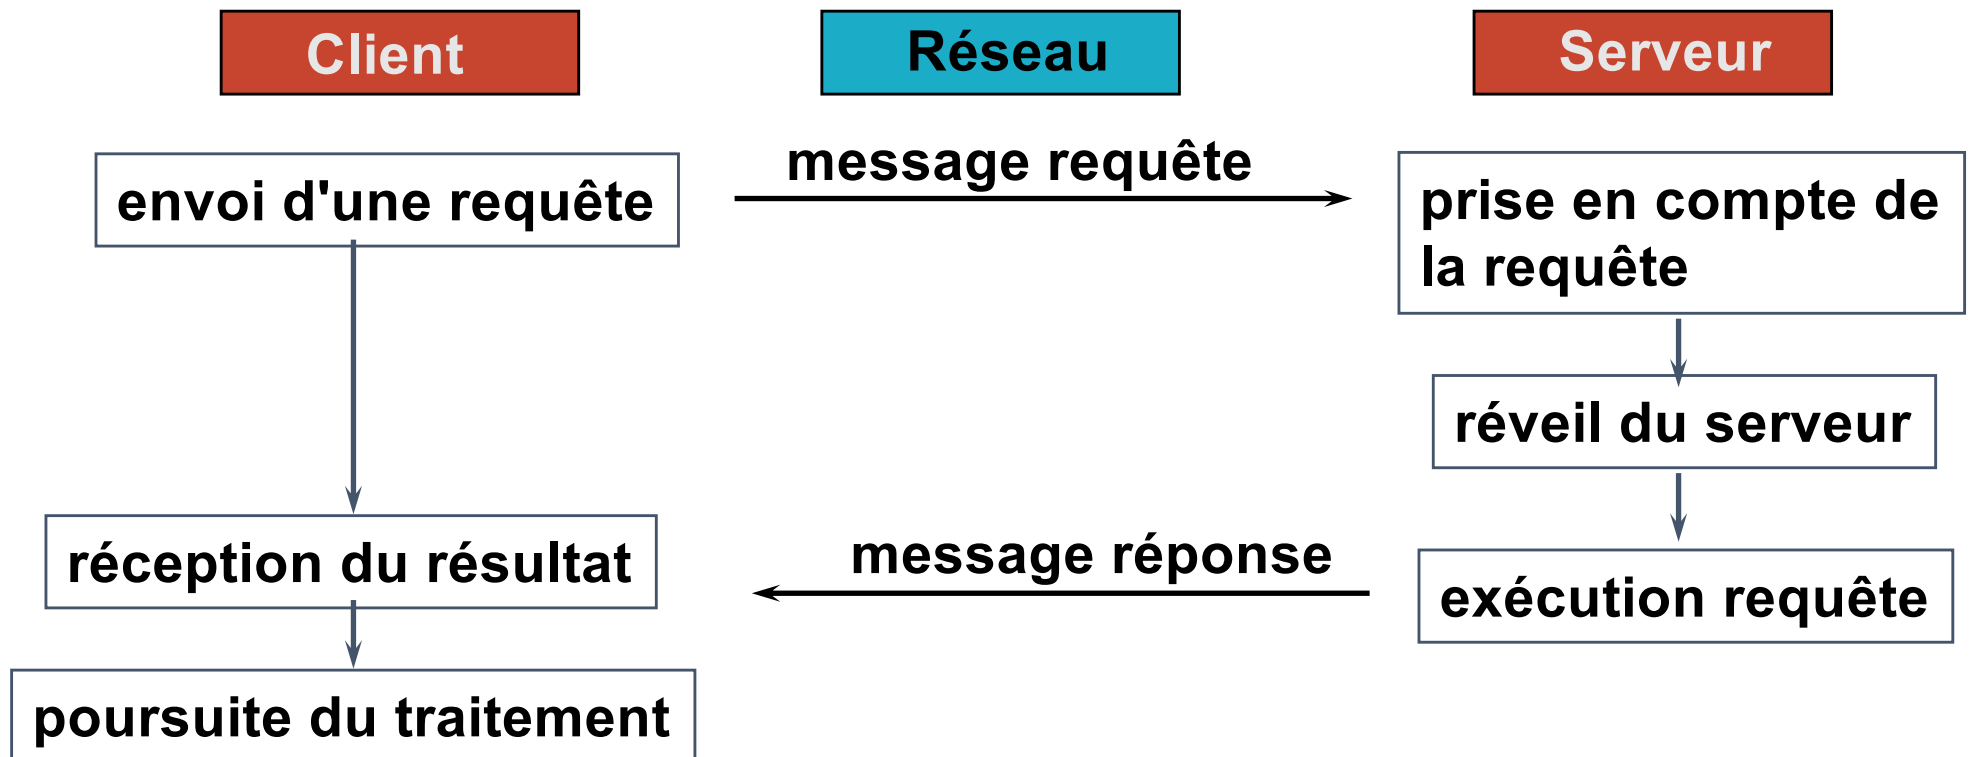 Client
Réseau
Serveur
envoi d'une requête
message requête
prise en compte de
la requête
réveil du serveur
réception du résultat
message réponse
exécution requête
poursuite du traitement